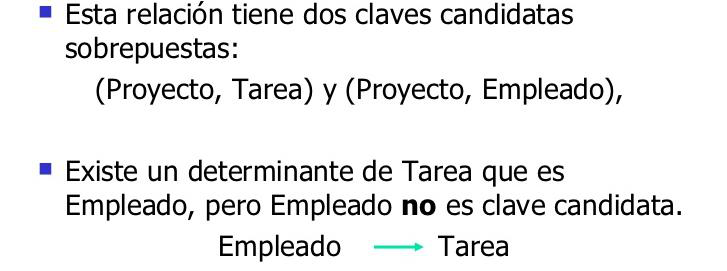 Esta relación tiene dos claves candidatas
sobrepuestas:
(Proyecto, Tarea) y (Proyecto, Empleado),
Existe un determinante de Tarea que es
Empleado, pero Empleado no es clave candidata.
Empleado → Tarea